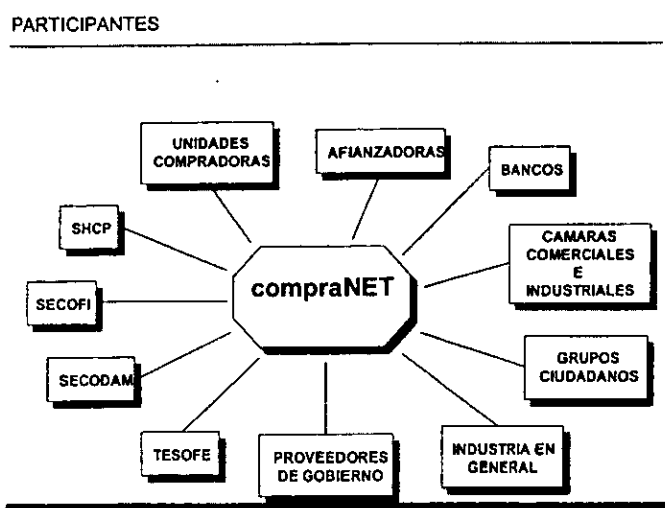 PARTICIPANTES
UNIDADES
COMPRADORAS
AFIANZADORAS
BANCOS
SHCP
CAMARAS
COMERCIALES
E
INDUSTRIALES
compraNET
SECOFI
GRUPOS
CIUDADANOS
SECODAM
TESOFE
PROVEEDORES
DE GOBIERNO
INDUSTRIA EN
GENERAL